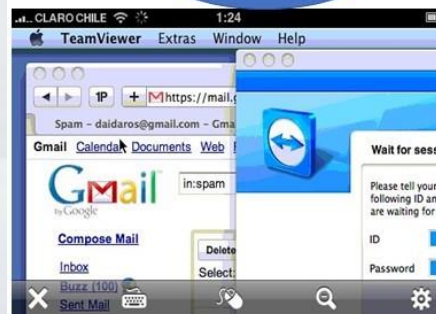 CLARO CHILE 1:24
TeamViewer Extras Window Help
1P + https://mail.g
Spam – daidaros@gmail.com – Gma
Gmail Calendar Documents Web
Gmail
by Google
in:spam
Compose Mail
Delete
Inbox
Select:
Buzz (100)
Sent Mail
Wait for sess
Please tell your
following ID an
are waiting for
ID
Password